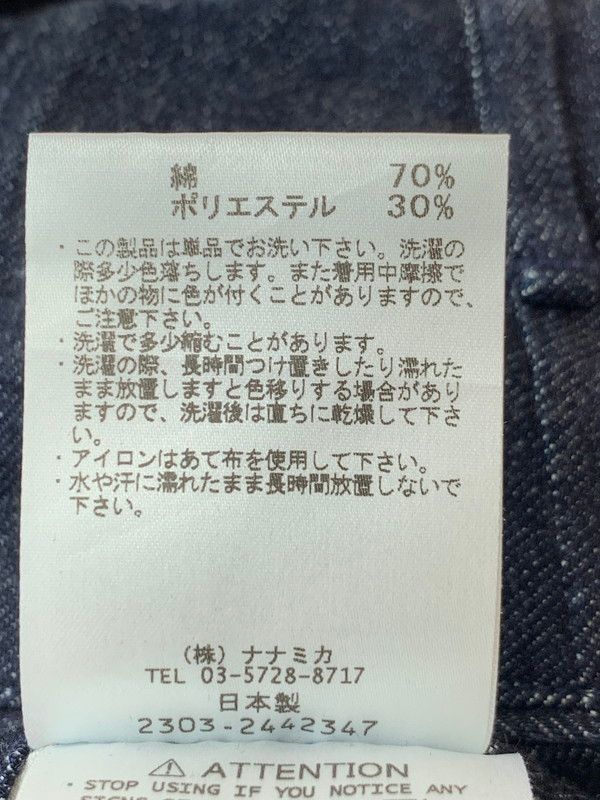 綿 70%
ポリエステル 30%
・この製品は単品でお洗い下さい。洗濯の
際多少色落ちします。また着用中摩擦で
ほかの物に色が付くことがありますので、
ご注意下さい。
・洗濯で多少縮むことがあります。
・洗濯の際、長時間つけ置きしたり濡れた
まま放置しますと色移りする場合があり
ますので、洗濯後は直ちに乾燥して下さ
い。
・アイロンはあて布を使用して下さい。
・水や汗に濡れたまま長時間放置しないで
下さい。
(株) ナナミカ
TEL 03-5728-8717
日本製
2303-2442347
⚠ ATTENTION
・STOP USING IF YOU NOTICE ANY